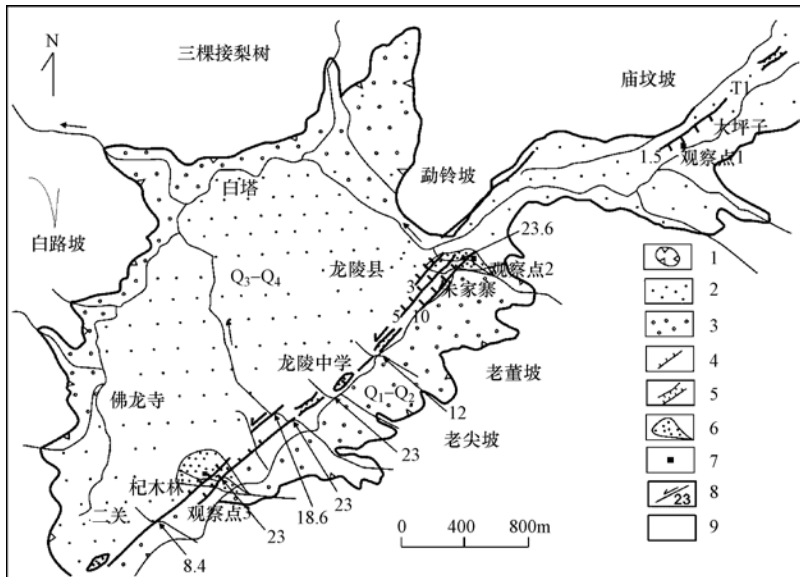 N
三棵接梨树
庙坟坡
T1
大坪子
1.5
观察点1
白塔
勐铃坡
白路坡
23.6
Q₃–Q₄
龙陵县
观察点2
朱家寨
3
5
10
龙陵中学
老董坡
佛龙寺
Q₁–Q₂
12
老尖坡
23
杞木林
23
18.6
二关
观察点3
23
8.4
0 400 800m
1
2
3
4
5
6
7
23
8
9